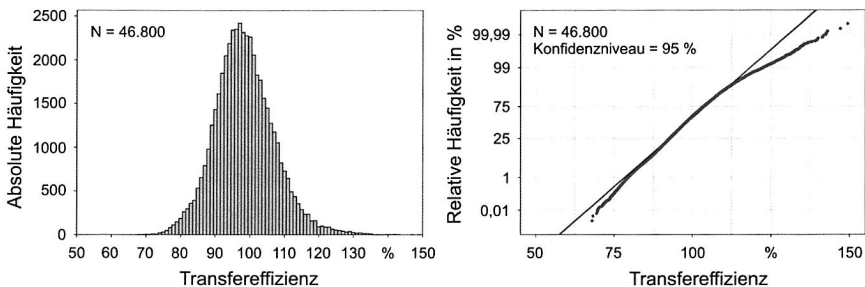 N = 46.800
Absolute Häufigkeit
2500
2000
1500
1000
500
0
50 60 70 80 90 100 110 120 130 % 150
Transfereffizienz
N = 46.800
Konfidenzniveau = 95 %
Relative Häufigkeit in %
99,99
99
75
25
1
0,01
50 75 100 % 150
Transfereffizienz